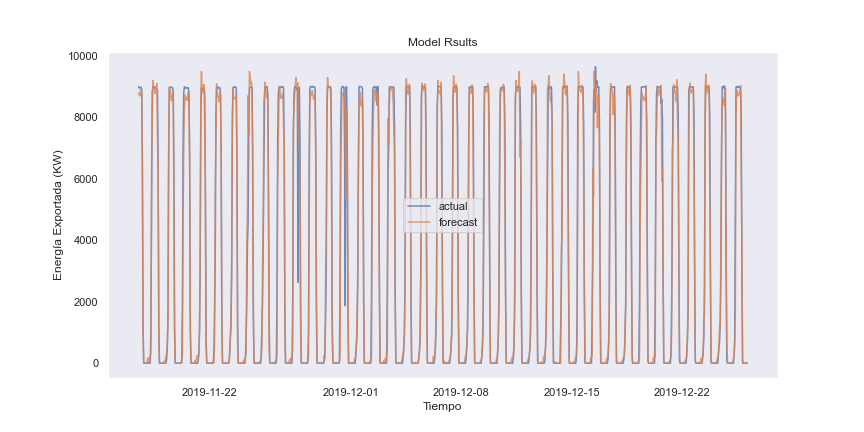 Model Rsults
Energía Exportada (KW)
10000
8000
6000
4000
2000
0
actual
forecast
2019-11-22
2019-12-01
2019-12-08
2019-12-15
2019-12-22
Tiempo